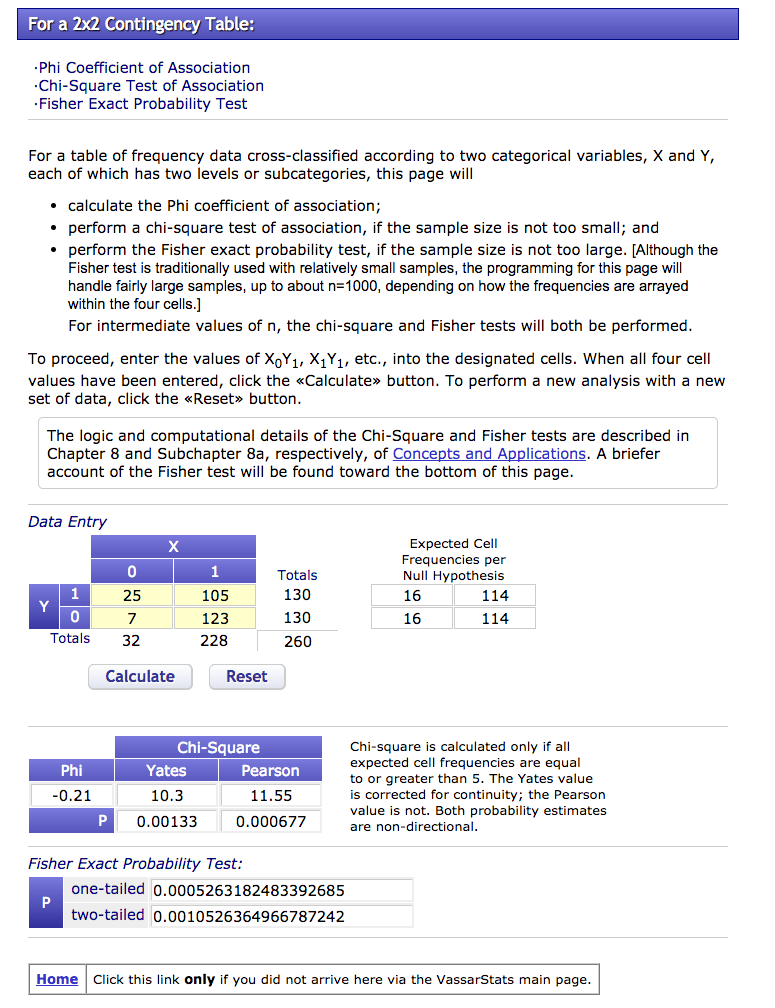 For a 2x2 Contingency Table:
·Phi Coefficient of Association
·Chi-Square Test of Association
·Fisher Exact Probability Test
For a table of frequency data cross-classified according to two categorical variables, X and Y,
each of which has two levels or subcategories, this page will
• calculate the Phi coefficient of association;
• perform a chi-square test of association, if the sample size is not too small; and
• perform the Fisher exact probability test, if the sample size is not too large. [Although the
Fisher test is traditionally used with relatively small samples, the programming for this page will
handle fairly large samples, up to about n=1000, depending on how the frequencies are arrayed
within the four cells.]
For intermediate values of n, the chi-square and Fisher tests will both be performed.
To proceed, enter the values of X₀Y₁, X₁Y₁, etc., into the designated cells. When all four cell
values have been entered, click the «Calculate» button. To perform a new analysis with a new
set of data, click the «Reset» button.
The logic and computational details of the Chi-Square and Fisher tests are described in
Chapter 8 and Subchapter 8a, respectively, of Concepts and Applications. A briefer
account of the Fisher test will be found toward the bottom of this page.
Data Entry
X
0 1 Totals
Y 1 25 105 130
0 7 123 130
Totals 32 228 260
Expected Cell
Frequencies per
Null Hypothesis
16 114
16 114
Calculate Reset
Chi-Square
Phi Yates Pearson
-0.21 10.3 11.55
P 0.00133 0.000677
Chi-square is calculated only if all
expected cell frequencies are equal
to or greater than 5. The Yates value
is corrected for continuity; the Pearson
value is not. Both probability estimates
are non-directional.
Fisher Exact Probability Test:
P
one-tailed 0.0005263182483392685
two-tailed 0.0010526364966787242
Home Click this link only if you did not arrive here via the VassarStats main page.